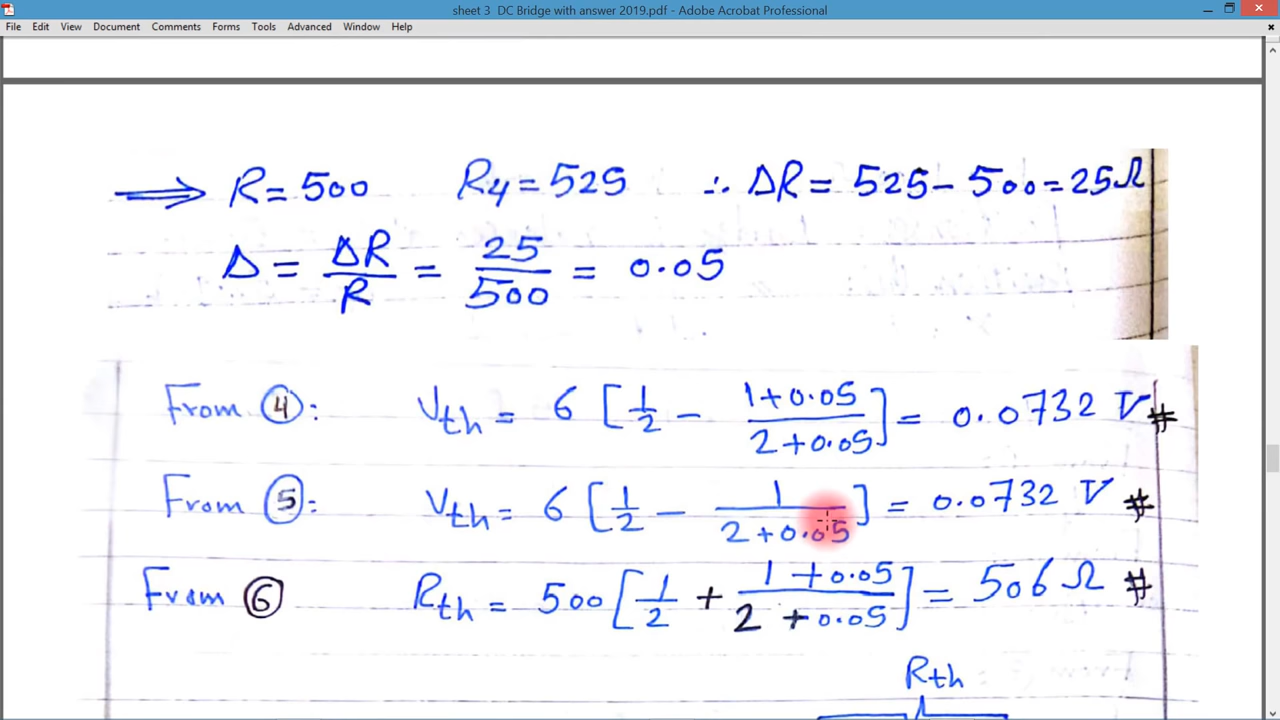 sheet 3 DC Bridge with answer 2019.pdf - Adobe Acrobat Professional
File Edit View Document Comments Forms Tools Advanced Window Help
⟹ R = 500 R4 = 525 ∴ ΔR = 525 - 500 = 25Ω
Δ = ΔR/R = 25/500 = 0.05
From ④: Vth = 6 [1/2 - (1+0.05)/(2+0.05)] = 0.0732 V #
From ⑤: Vth = 6 [1/2 - 1/(2+0.05)] = 0.0732 V #
From ⑥ Rth = 500 [1/2 + (1+0.05)/(2+0.05)] = 506 Ω #
Rth